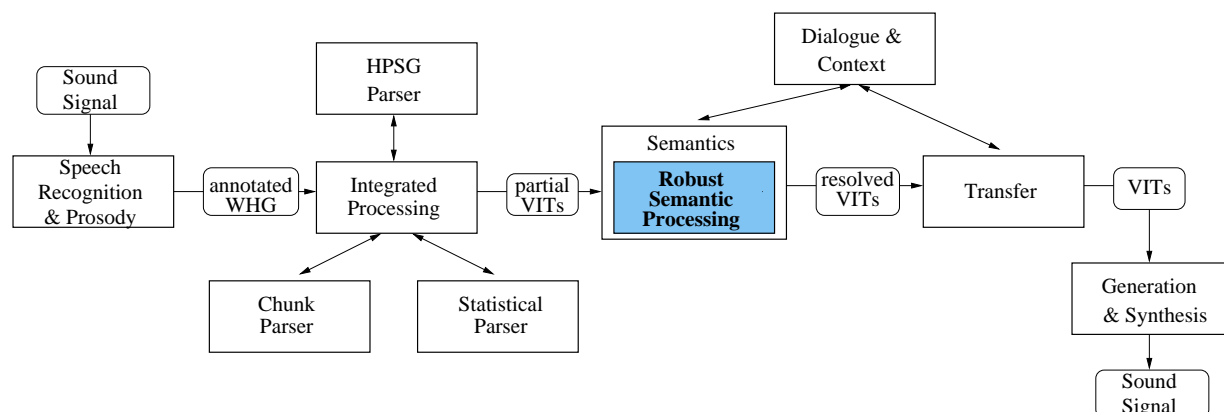 Sound
Signal
Speech
Recognition
& Prosody
annotated
WHG
HPSG
Parser
Integrated
Processing
Chunk
Parser
Statistical
Parser
partial
VITs
Dialogue &
Context
Semantics
Robust
Semantic
Processing
resolved
VITs
Transfer
VITs
Generation
& Synthesis
Sound
Signal